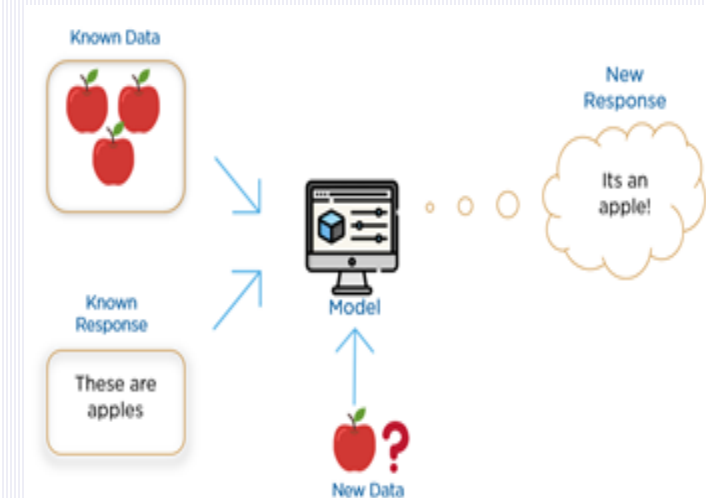 Known Data
New
Response
Its an
apple!
Known
Response
Model
These are
apples
?
New Data